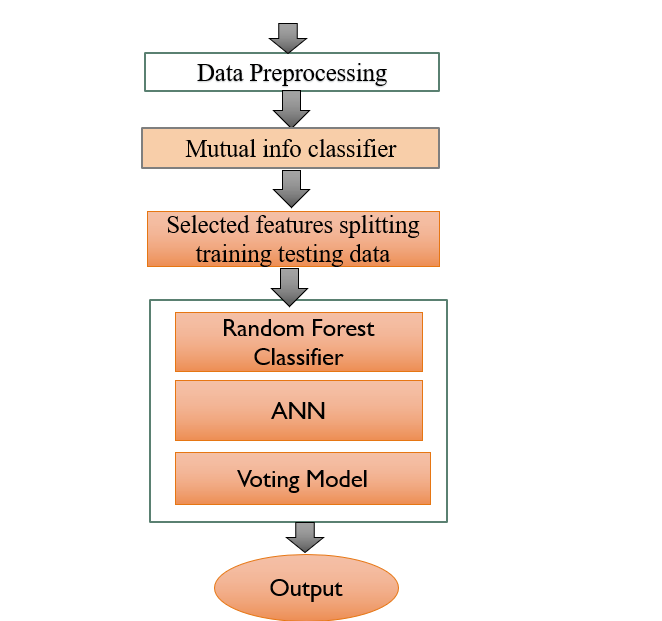 Data Preprocessing
Mutual info classifier
Selected features splitting
training testing data
Random Forest
Classifier
ANN
Voting Model
Output